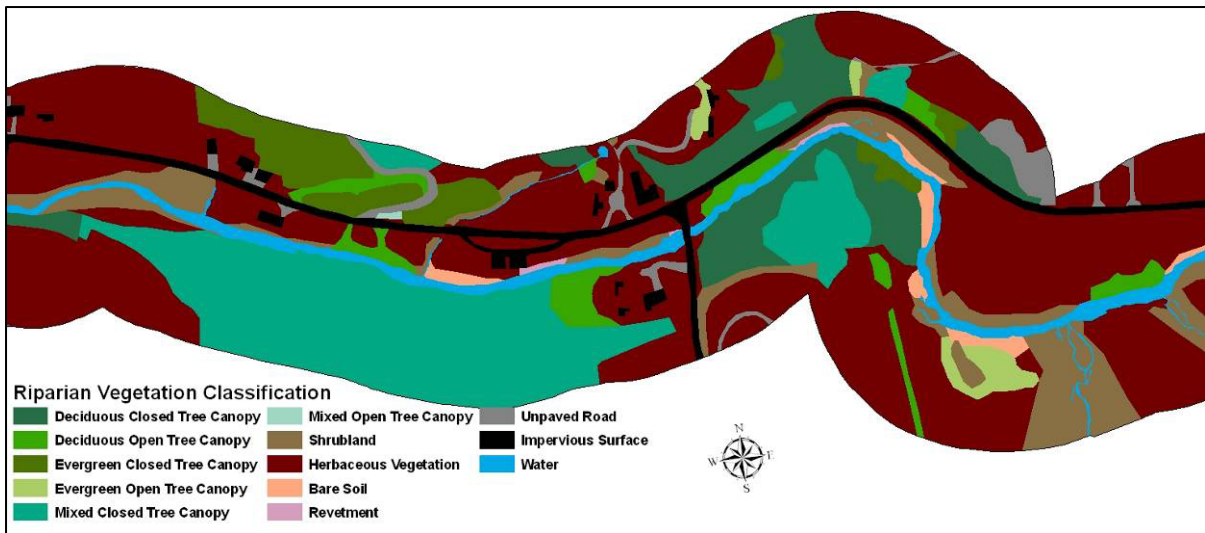 Riparian Vegetation Classification
Deciduous Closed Tree Canopy
Deciduous Open Tree Canopy
Evergreen Closed Tree Canopy
Evergreen Open Tree Canopy
Mixed Closed Tree Canopy
Mixed Open Tree Canopy
Shrubland
Herbaceous Vegetation
Bare Soil
Revetment
Unpaved Road
Impervious Surface
Water
N
W E
S